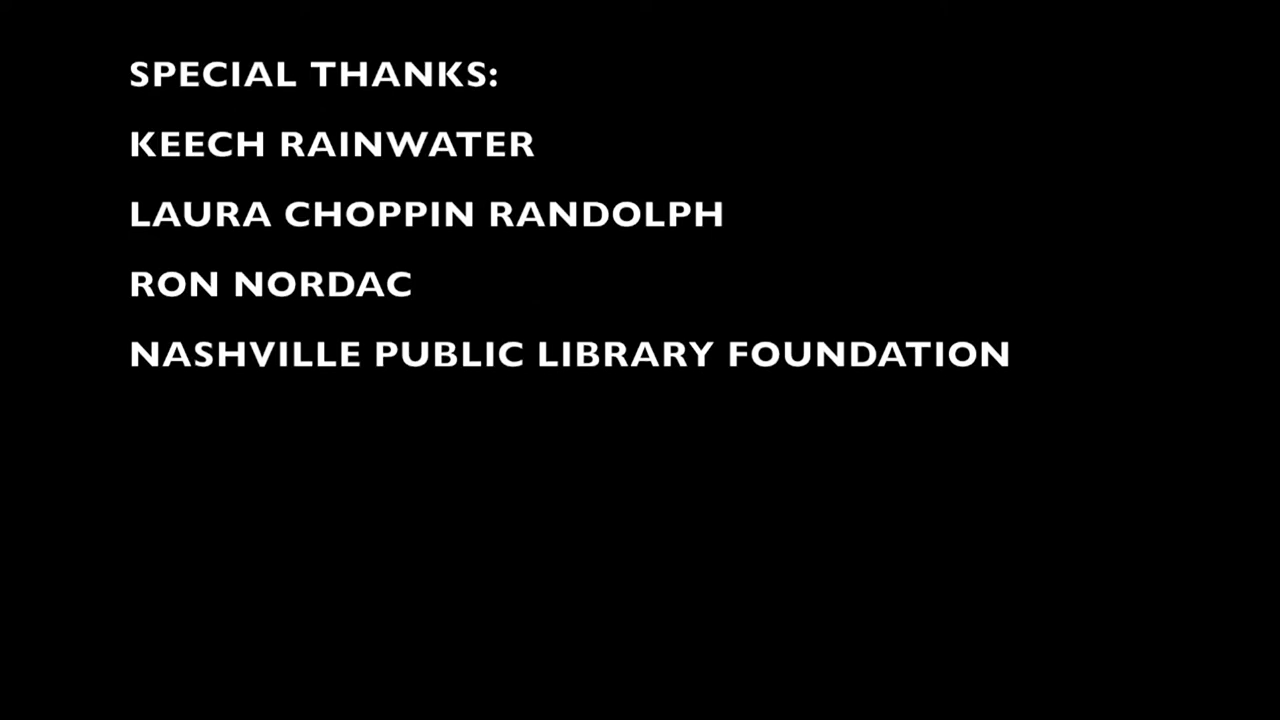 SPECIAL THANKS:
KEECH RAINWATER
LAURA CHOPPIN RANDOLPH
RON NORDAC
NASHVILLE PUBLIC LIBRARY FOUNDATION